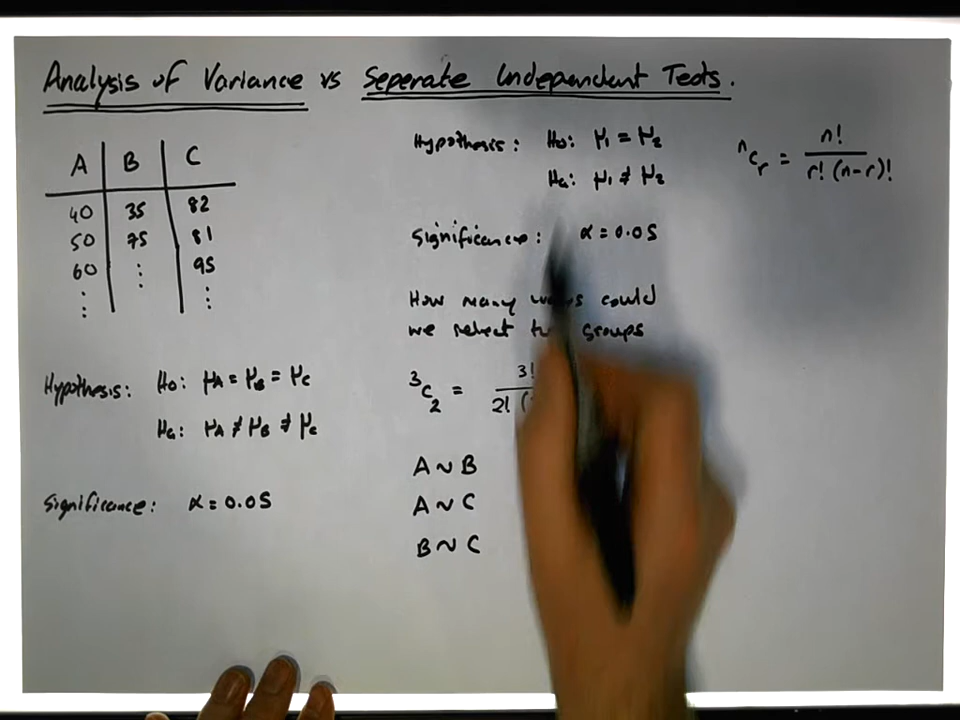 Analysis of Variance vs Seperate Independent Tests.
A B C
40 35 82
50 75 81
60 ⋮ 95
⋮ ⋮
Hypothesis: H₀: μA = μB = μC
Hₐ: μA ≠ μB ≠ μC
Significance: α = 0.05
Hypothesis: H₀: μ₁ = μ₂
Hₐ: μ₁ ≠ μ₂
Significance: α = 0.05
How many could
we select groups
³C₂ = 3! / 2! (
A ~ B
A ~ C
B ~ C
ⁿCᵣ = n! / r! (n-r)!